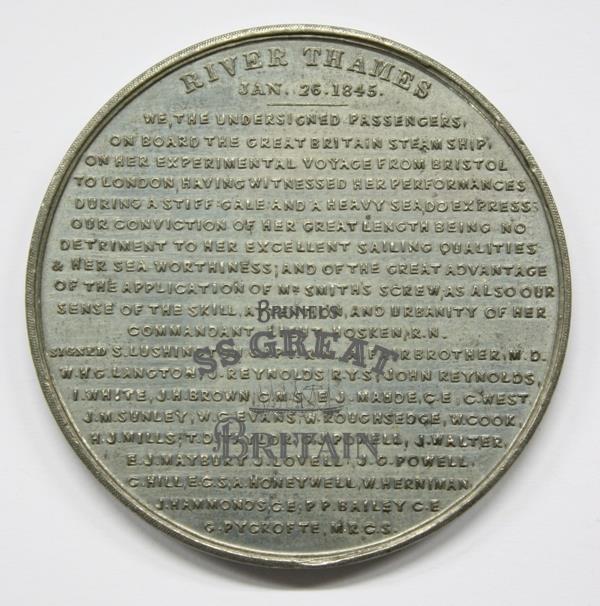 RIVER THAMES
JAN. 26. 1845.
WE, THE UNDERSIGNED PASSENGERS,
ON BOARD THE GREAT BRITAIN STEAM SHIP,
ON HER EXPERIMENTAL VOYAGE FROM BRISTOL
TO LONDON, HAVING WITNESSED HER PERFORMANCES
DURING A STIFF GALE AND A HEAVY SEA, DO EXPRESS
OUR CONVICTION OF HER GREAT LENGTH BEING NO
DETRIMENT TO HER EXCELLENT SAILING QUALITIES
& HER SEA WORTHINESS; AND OF THE GREAT ADVANTAGE
OF THE APPLICATION OF MR SMITHS SCREW, AS ALSO OUR
SENSE OF THE SKILL, AND URBANITY OF HER
COMMANDANT, HOSKEN, R.N.
SIGNED S. LUSHINGTON, M.D.
W.H.G. LANGTON, J. REYNOLDS R.Y.S. JOHN REYNOLDS,
I. WHITE, J.H. BROWN, C.M.S. E.J. MAUDE, C.E, C. WEST,
J.M. SUNLEY, W.G. EVANS, W. ROUGHSEDGE, W. COOK,
H.J. MILLS, POWELL, J. WALTER,
E.J. MAYBURY J. LOVELL J.G. POWELL
C. HILL, E.G.S, A. HONEYWELL, W. HERNIMAN,
J. HAMMONDS, C.E, P.P. BAILEY C.E
G. PYCROFTE, M.R.C.S.
BRUNEL'S
SS GREAT
BRITAIN